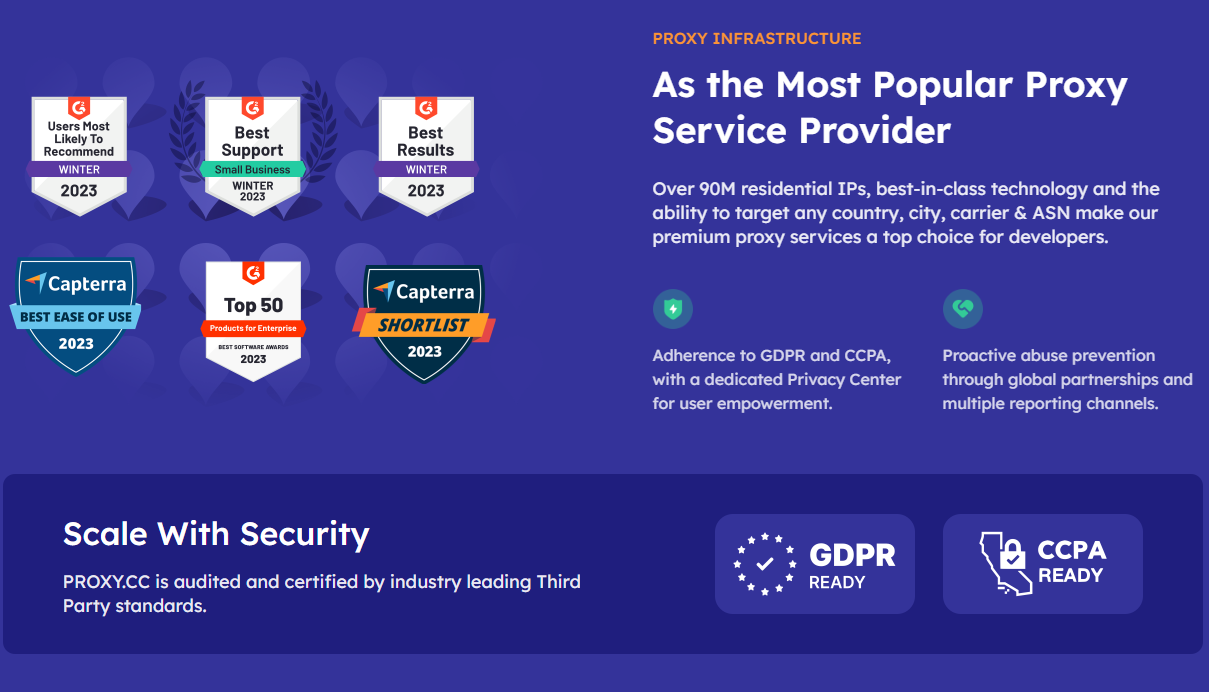 Users Most
Likely To
Recommend
WINTER
2023
Best
Support
Small Business
WINTER
2023
Best
Results
WINTER
2023
Capterra
BEST EASE OF USE
2023
Top 50
Products for Enterprise
BEST SOFTWARE AWARDS
2023
Capterra
SHORTLIST
2023
PROXY INFRASTRUCTURE
As the Most Popular Proxy
Service Provider
Over 90M residential IPs, best-in-class technology and the
ability to target any country, city, carrier & ASN make our
premium proxy services a top choice for developers.
Adherence to GDPR and CCPA,
with a dedicated Privacy Center
for user empowerment.
Proactive abuse prevention
through global partnerships and
multiple reporting channels.
Scale With Security
PROXY.CC is audited and certified by industry leading Third
Party standards.
GDPR
READY
CCPA
READY